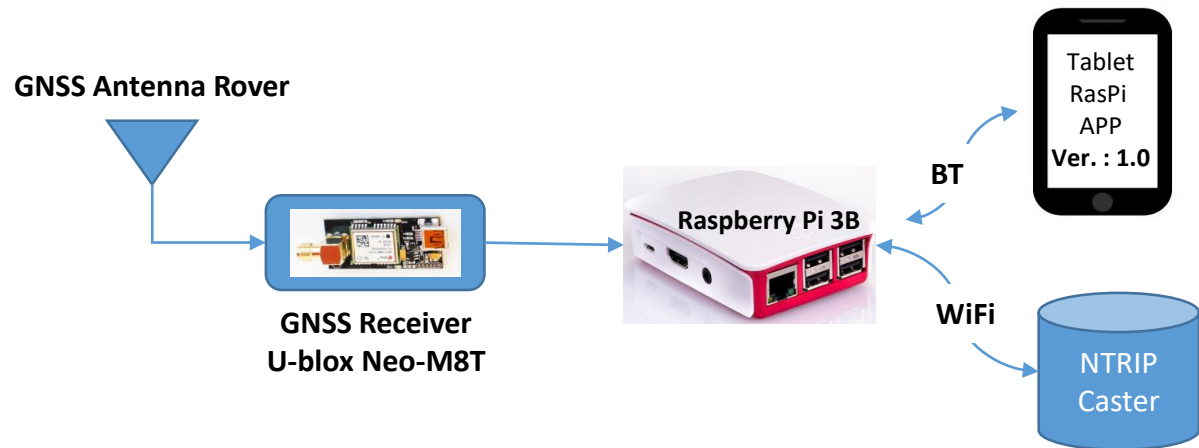 GNSS Antenna Rover
GNSS Receiver
U-blox Neo-M8T
Raspberry Pi 3B
BT
WiFi
Tablet
RasPi
APP
Ver. : 1.0
NTRIP
Caster